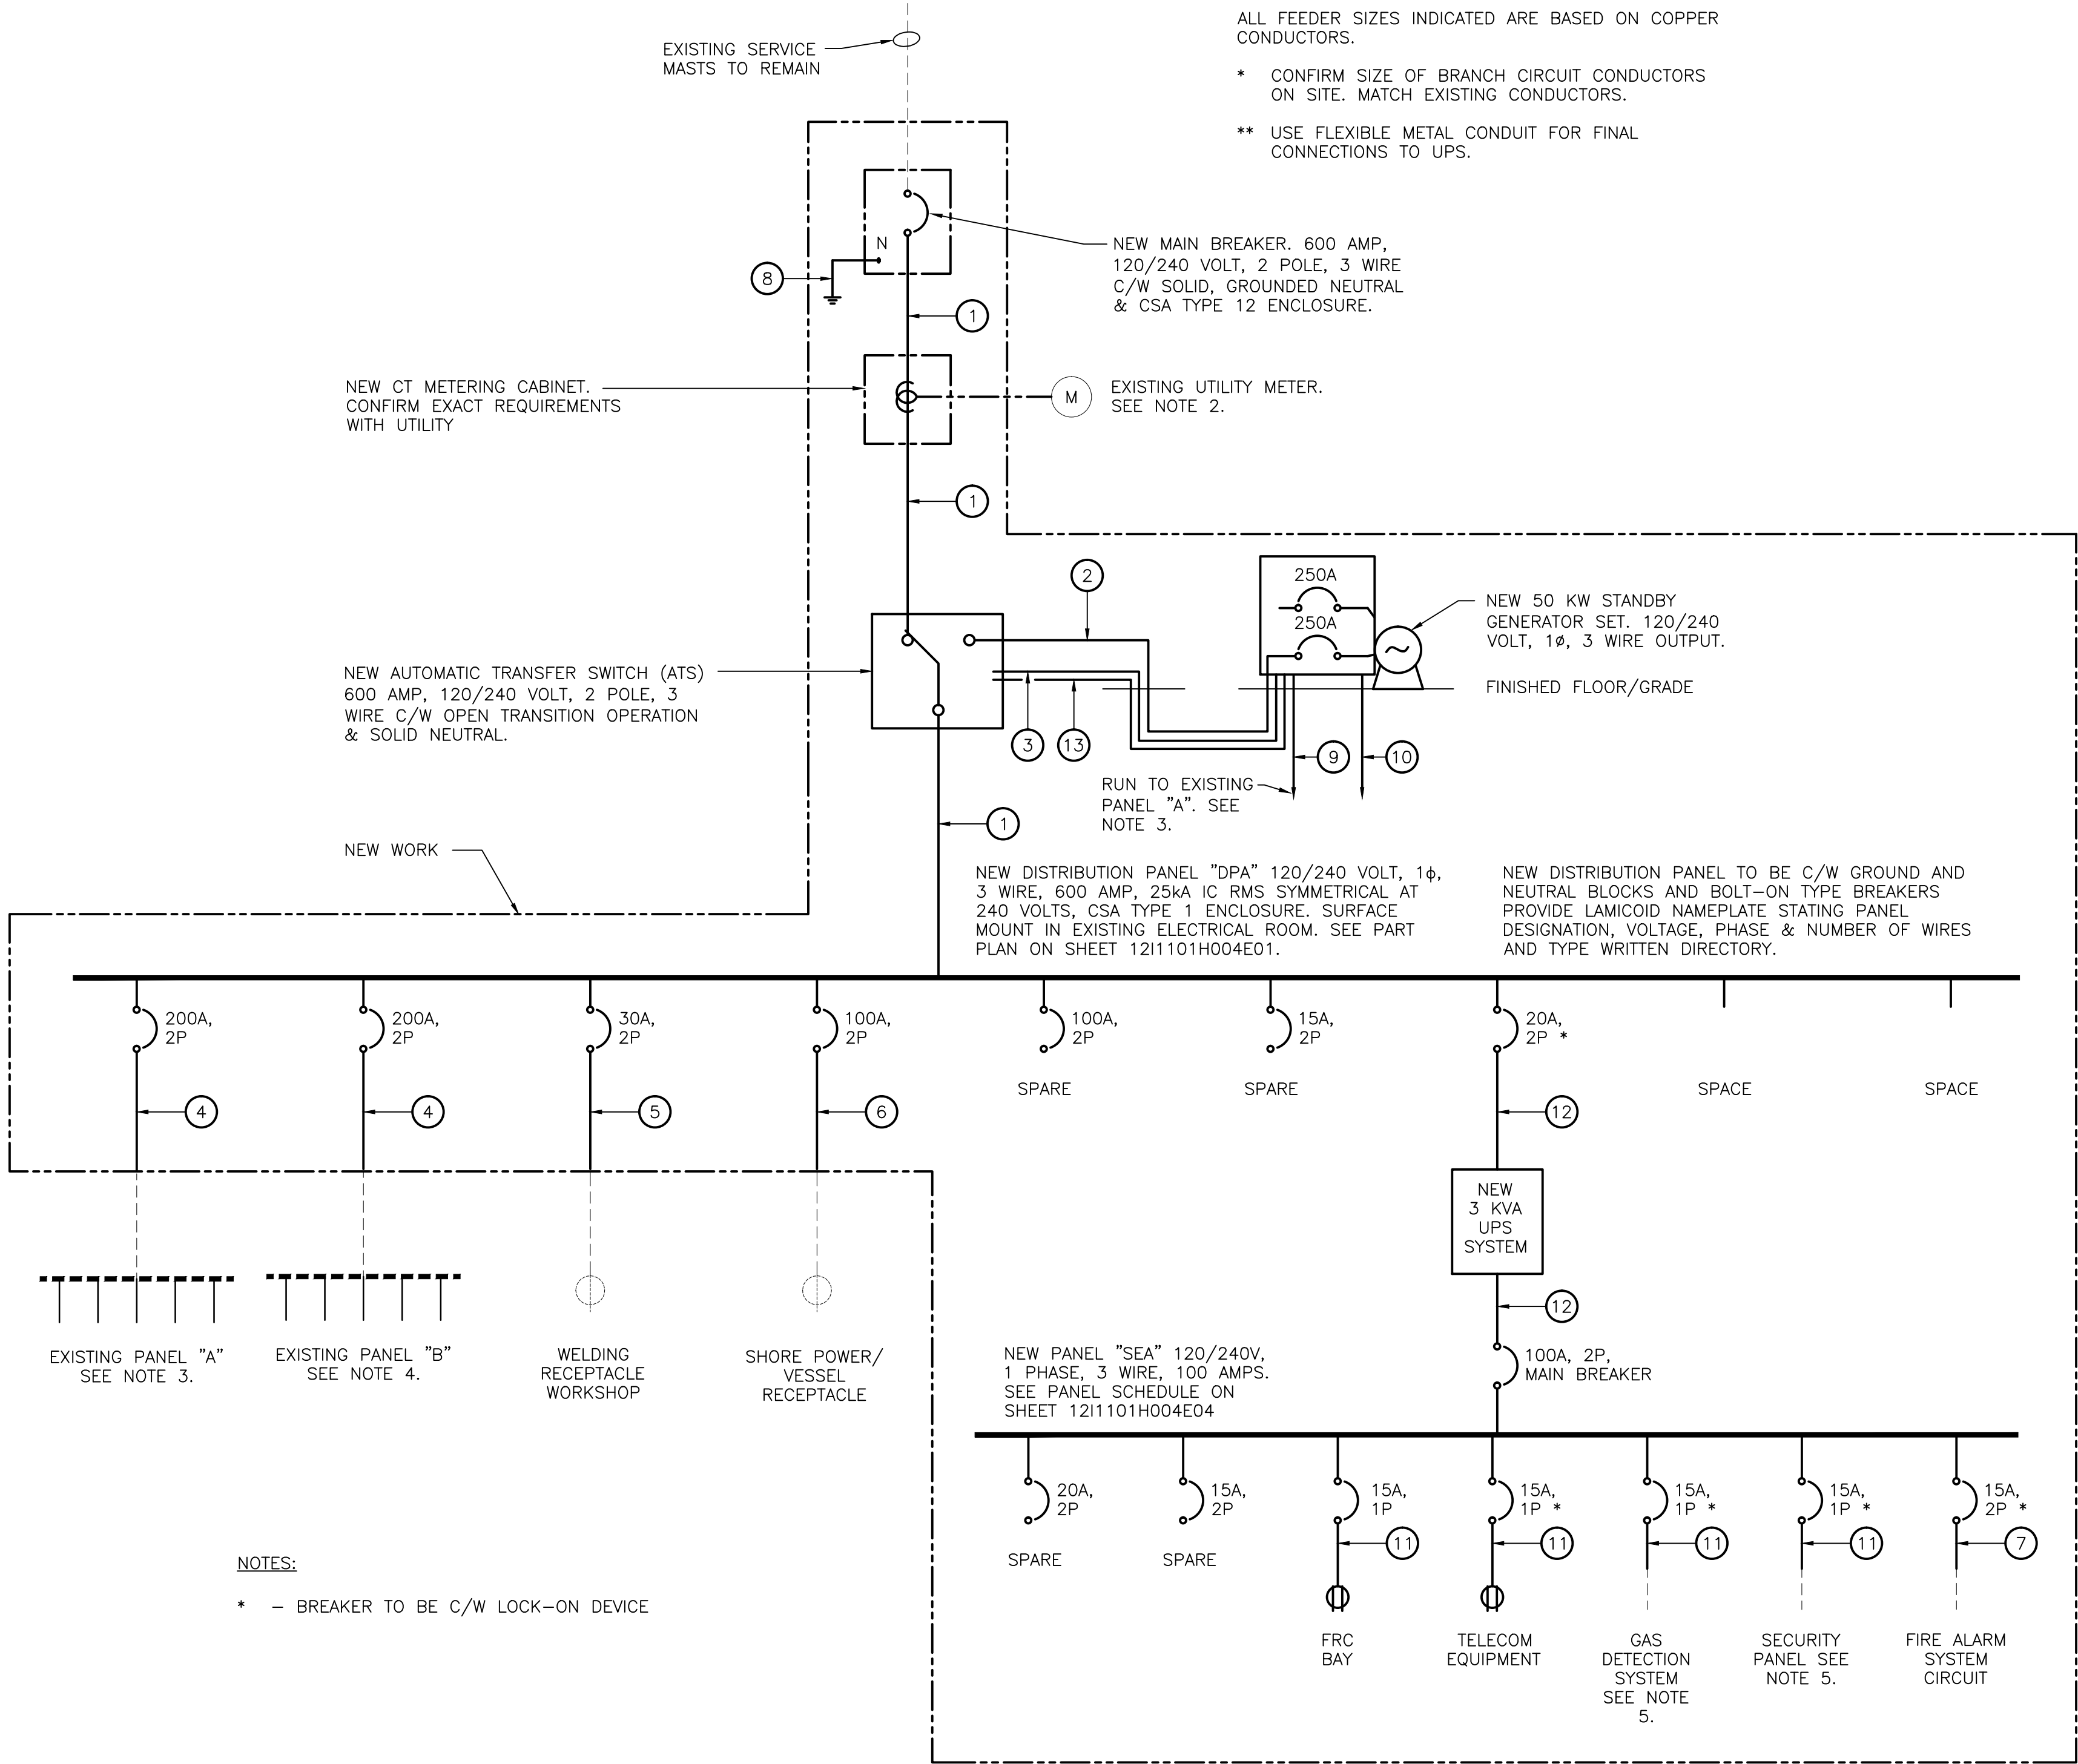 ALL FEEDER SIZES INDICATED ARE BASED ON COPPER
CONDUCTORS.
* CONFIRM SIZE OF BRANCH CIRCUIT CONDUCTORS
ON SITE. MATCH EXISTING CONDUCTORS.
** USE FLEXIBLE METAL CONDUIT FOR FINAL
CONNECTIONS TO UPS.
EXISTING SERVICE
MASTS TO REMAIN
N
8
NEW MAIN BREAKER. 600 AMP,
120/240 VOLT, 2 POLE, 3 WIRE
C/W SOLID, GROUNDED NEUTRAL
& CSA TYPE 12 ENCLOSURE.
1
NEW CT METERING CABINET.
CONFIRM EXACT REQUIREMENTS
WITH UTILITY
M
EXISTING UTILITY METER.
SEE NOTE 2.
1
2
250A
250A
NEW 50 KW STANDBY
GENERATOR SET. 120/240
VOLT, 1ø, 3 WIRE OUTPUT.
FINISHED FLOOR/GRADE
NEW AUTOMATIC TRANSFER SWITCH (ATS)
600 AMP, 120/240 VOLT, 2 POLE, 3
WIRE C/W OPEN TRANSITION OPERATION
& SOLID NEUTRAL.
3
13
9
10
RUN TO EXISTING
PANEL "A". SEE
NOTE 3.
1
NEW WORK
NEW DISTRIBUTION PANEL "DPA" 120/240 VOLT, 1ϕ,
3 WIRE, 600 AMP, 25kA IC RMS SYMMETRICAL AT
240 VOLTS, CSA TYPE 1 ENCLOSURE. SURFACE
MOUNT IN EXISTING ELECTRICAL ROOM. SEE PART
PLAN ON SHEET 12I1101H004E01.
NEW DISTRIBUTION PANEL TO BE C/W GROUND AND
NEUTRAL BLOCKS AND BOLT-ON TYPE BREAKERS
PROVIDE LAMICOID NAMEPLATE STATING PANEL
DESIGNATION, VOLTAGE, PHASE & NUMBER OF WIRES
AND TYPE WRITTEN DIRECTORY.
200A,
2P
200A,
2P
30A,
2P
100A,
2P
100A,
2P
15A,
2P
20A,
2P *
SPARE
SPARE
SPACE
SPACE
4
4
5
6
12
NEW
3 KVA
UPS
SYSTEM
12
100A, 2P,
MAIN BREAKER
EXISTING PANEL "A"
SEE NOTE 3.
EXISTING PANEL "B"
SEE NOTE 4.
WELDING
RECEPTACLE
WORKSHOP
SHORE POWER/
VESSEL
RECEPTACLE
NEW PANEL "SEA" 120/240V,
1 PHASE, 3 WIRE, 100 AMPS.
SEE PANEL SCHEDULE ON
SHEET 12I1101H004E04
20A,
2P
15A,
2P
15A,
1P
15A,
1P *
15A,
1P *
15A,
1P *
15A,
2P *
SPARE
SPARE
11
11
11
11
7
FRC
BAY
TELECOM
EQUIPMENT
GAS
DETECTION
SYSTEM
SEE NOTE
5.
SECURITY
PANEL SEE
NOTE 5.
FIRE ALARM
SYSTEM
CIRCUIT
NOTES:
* - BREAKER TO BE C/W LOCK-ON DEVICE